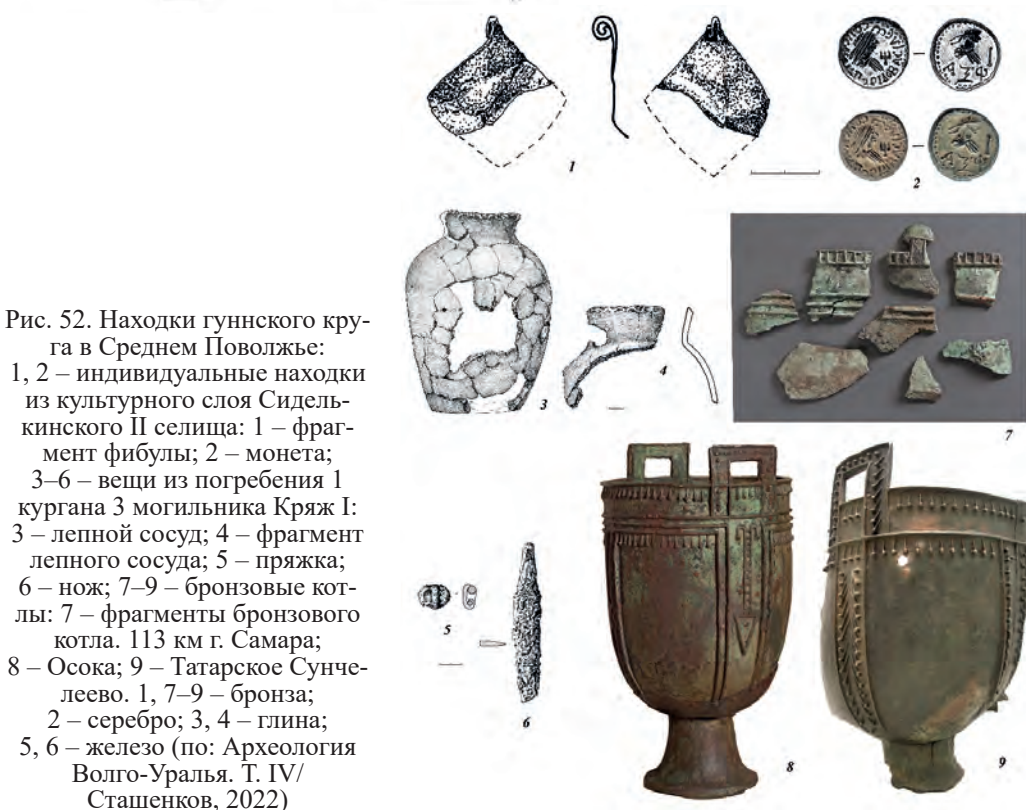 Рис. 52. Находки гуннского кру-
га в Среднем Поволжье:
1, 2 – индивидуальные находки
из культурного слоя Сидель-
кинского II селища: 1 – фраг-
мент фибулы; 2 – монета;
3–6 – вещи из погребения 1
кургана 3 могильника Кряж I:
3 – лепной сосуд; 4 – фрагмент
лепного сосуда; 5 – пряжка;
6 – нож; 7–9 – бронзовые кот-
лы: 7 – фрагменты бронзового
котла. 113 км г. Самара;
8 – Осока; 9 – Татарское Сунче-
леево. 1, 7–9 – бронза;
2 – серебро; 3, 4 – глина;
5, 6 – железо (по: Археология
Волго-Уралья. Т. IV/
Сташенков, 2022)
1
2
3
4
7
5
6
8
9